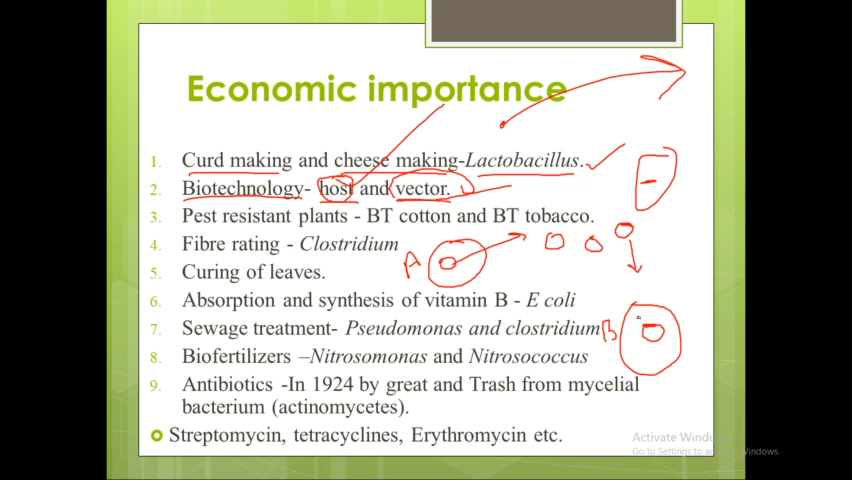 Economic importance
1. Curd making and cheese making-Lactobacillus.
2. Biotechnology- host and vector.
3. Pest resistant plants - BT cotton and BT tobacco.
4. Fibre rating - Clostridium
A
5. Curing of leaves.
6. Absorption and synthesis of vitamin B - E coli
7. Sewage treatment- Pseudomonas and clostridium
B
8. Biofertilizers –Nitrosomonas and Nitrosococcus
9. Antibiotics -In 1924 by great and Trash from mycelial
bacterium (actinomycetes).
Streptomycin, tetracyclines, Erythromycin etc.
Activate Windows
Go to Settings to activate Windows.